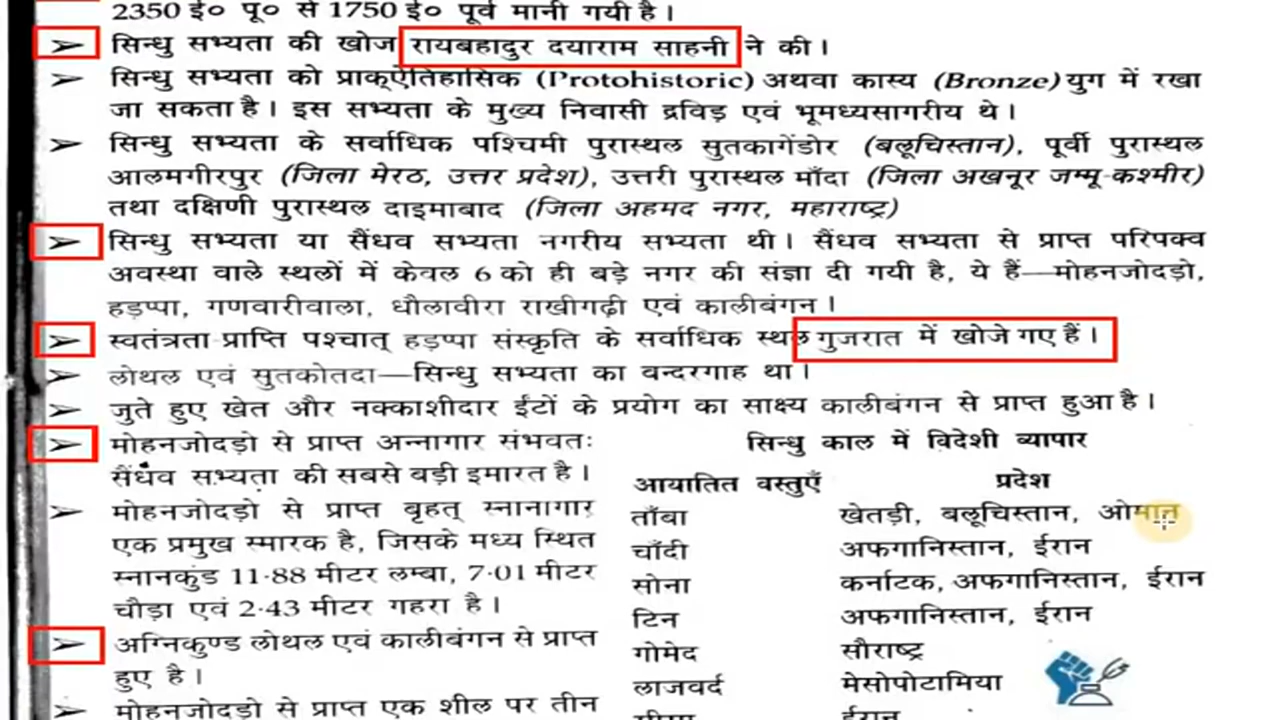 2350 ई० पू० से 1750 ई० पूर्व मानी गयी है।
➢ सिन्धु सभ्यता की खोज रायबहादुर दयाराम साहनी ने की।
➢ सिन्धु सभ्यता को प्राक्ऐतिहासिक (Protohistoric) अथवा कास्य (Bronze) युग में रखा
जा सकता है। इस सभ्यता के मुख्य निवासी द्रविड़ एवं भूमध्यसागरीय थे।
➢ सिन्धु सभ्यता के सर्वाधिक पश्चिमी पुरास्थल सुतकागेंडोर (बलूचिस्तान), पूर्वी पुरास्थल
आलमगीरपुर (जिला मेरठ, उत्तर प्रदेश), उत्तरी पुरास्थल माँदा (जिला अखनूर जम्मू-कश्मीर)
तथा दक्षिणी पुरास्थल दाइमाबाद (जिला अहमद नगर, महाराष्ट्र)
➢ सिन्धु सभ्यता या सैंधव सभ्यता नगरीय सभ्यता थी। सैंधव सभ्यता से प्राप्त परिपक्व
अवस्था वाले स्थलों में केवल 6 को ही बड़े नगर की संज्ञा दी गयी है, ये हैं—मोहनजोदड़ो,
हड़प्पा, गणवारीवाला, धौलावीरा राखीगढ़ी एवं कालीबंगन।
➢ स्वतंत्रता-प्राप्ति पश्चात् हड़प्पा संस्कृति के सर्वाधिक स्थल गुजरात में खोजे गए हैं।
➢ लोथल एवं सुतकोतदा—सिन्धु सभ्यता का बन्दरगाह था।
➢ जुते हुए खेत और नक्काशीदार ईंटों के प्रयोग का साक्ष्य कालीबंगन से प्राप्त हुआ है।
➢ मोहनजोदड़ो से प्राप्त अन्नागार संभवतः
सैंधव सभ्यता की सबसे बड़ी इमारत है।
➢ मोहनजोदड़ो से प्राप्त बृहत् स्नानागार
एक प्रमुख स्मारक है, जिसके मध्य स्थित
स्नानकुंड 11·88 मीटर लम्बा, 7·01 मीटर
चौड़ा एवं 2·43 मीटर गहरा है।
➢ अग्निकुण्ड लोथल एवं कालीबंगन से प्राप्त
हुए है।
➢ मोहनजोदड़ो से प्राप्त एक शील पर तीन
सिन्धु काल में विदेशी व्यापार
आयातित वस्तुएँ प्रदेश
ताँबा खेतड़ी, बलूचिस्तान, ओमान
चाँदी अफगानिस्तान, ईरान
सोना कर्नाटक, अफगानिस्तान, ईरान
टिन अफगानिस्तान, ईरान
गोमेद सौराष्ट्र
लाजवर्द मेसोपोटामिया
ईरान